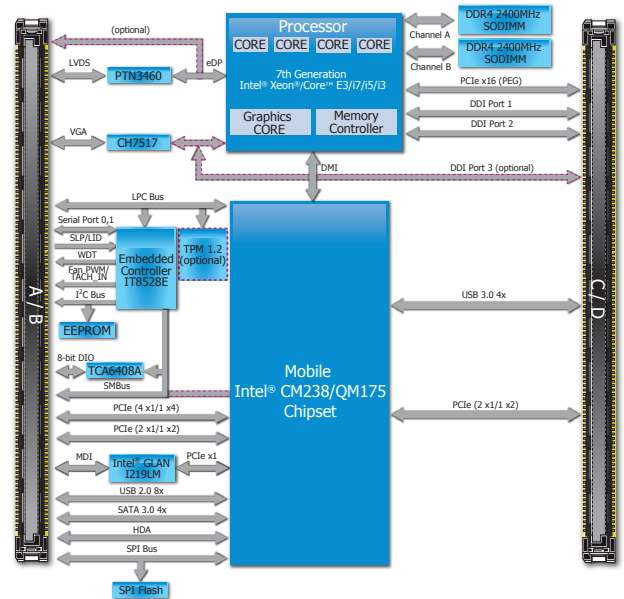 (optional)
Processor
CORE CORE CORE CORE
7th Generation
Intel® Xeon®/Core™ E3/i7/i5/i3
Graphics
CORE
Memory
Controller
DDR4 2400MHz
SODIMM
Channel A
DDR4 2400MHz
SODIMM
Channel B
LVDS
PTN3460
eDP
PCIe x16 (PEG)
DDI Port 1
DDI Port 2
VGA
CH7517
DMI
DDI Port 3 (optional)
LPC Bus
Serial Port 0,1
SLP/LID
WDT
Fan PWM/
TACH_IN
I²C Bus
Embedded
Controller
IT8528E
TPM 1.2
(optional)
EEPROM
A / B
C / D
USB 3.0 4x
8-bit DIO
TCA6408A
SMBus
Mobile
Intel® CM238/QM175
Chipset
PCIe (4 x1/1 x4)
PCIe (2 x1/1 x2)
PCIe (2 x1/1 x2)
MDI
Intel® GLAN
I219LM
PCIe x1
USB 2.0 8x
SATA 3.0 4x
HDA
SPI Bus
SPI Flash